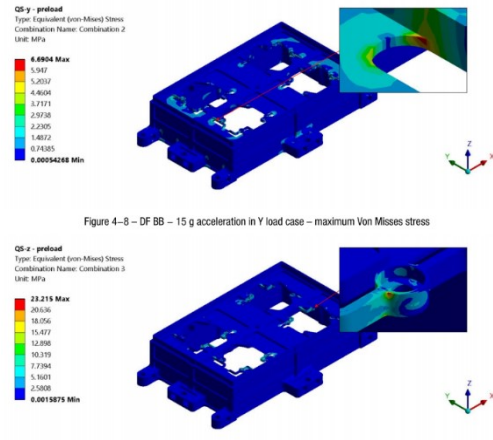 QS-y - preload
Type: Equivalent (von-Mises) Stress
Combination Name: Combination 2
Unit: MPa
6.6904 Max
5.947
5.2037
4.4604
3.7171
2.9738
2.2305
1.4872
0.74385
0.00054268 Min
Z
Y
X
Figure 4–8 – DF BB – 15 g acceleration in Y load case – maximum Von Misses stress
QS-z - preload
Type: Equivalent (von-Mises) Stress
Combination Name: Combination 3
Unit: MPa
23.215 Max
20.636
18.056
15.477
12.898
10.319
7.7394
5.1601
2.5808
0.0015875 Min
Z
Y
X